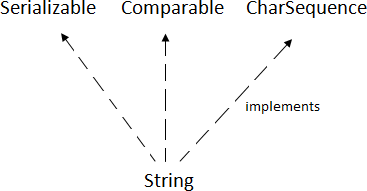 Serializable Comparable CharSequence
implements
String